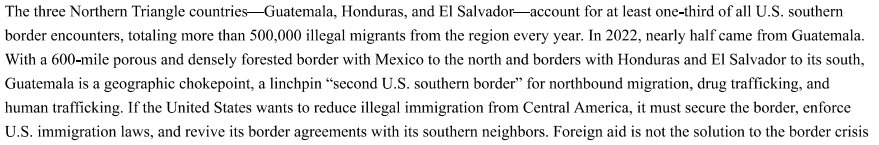 The three Northern Triangle countries—Guatemala, Honduras, and El Salvador—account for at least one-third of all U.S. southern
border encounters, totaling more than 500,000 illegal migrants from the region every year. In 2022, nearly half came from Guatemala.
With a 600-mile porous and densely forested border with Mexico to the north and borders with Honduras and El Salvador to its south,
Guatemala is a geographic chokepoint, a linchpin “second U.S. southern border” for northbound migration, drug trafficking, and
human trafficking. If the United States wants to reduce illegal immigration from Central America, it must secure the border, enforce
U.S. immigration laws, and revive its border agreements with its southern neighbors. Foreign aid is not the solution to the border crisis